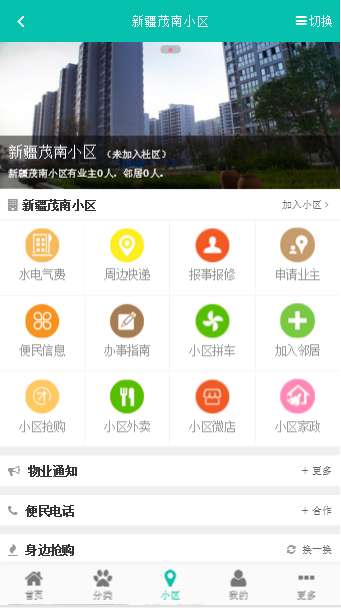 新疆茂南小区 切换
新疆茂南小区 （未加入社区）
新疆茂南小区有业主0人．邻居0人．
新疆茂南小区 加入小区 >
水电气费 周边快递 报事报修 申请业主
便民信息 办事指南 小区拼车 加入邻居
小区抢购 小区外卖 小区微店 小区家政
物业通知 + 更多
便民电话 + 合作
身边抢购 换一换
首页 分类 小区 我的 更多